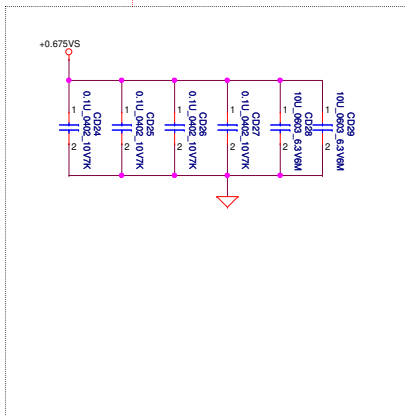 +0.675VS
1
2
CD24
0.1U_0402_10V7K
1
2
CD25
0.1U_0402_10V7K
1
2
CD26
0.1U_0402_10V7K
1
2
CD27
0.1U_0402_10V7K
1
2
CD28
10U_0603_6.3V6M
1
2
CD29
10U_0603_6.3V6M